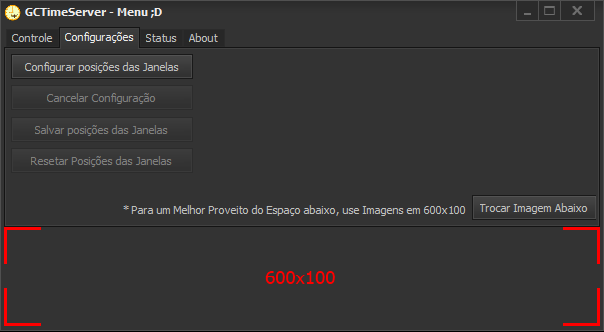 GCTimeServer - Menu ;D
Controle Configurações Status About
Configurar posições das Janelas
Cancelar Configuração
Salvar posições das Janelas
Resetar Posições das Janelas
* Para um Melhor Proveito do Espaço abaixo, use Imagens em 600x100 Trocar Imagem Abaixo
600x100